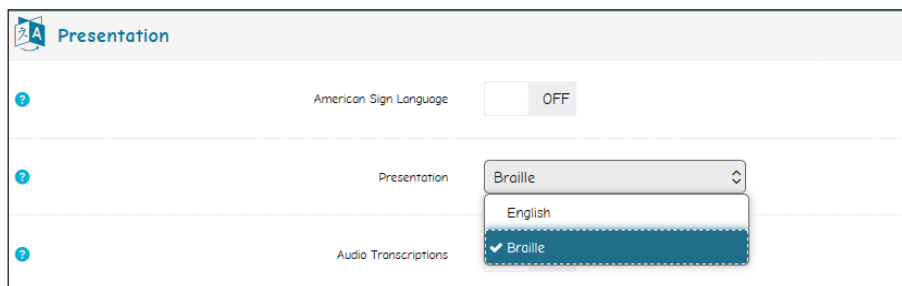 Presentation
American Sign Language OFF
Presentation Braille
English
Braille
Audio Transcriptions